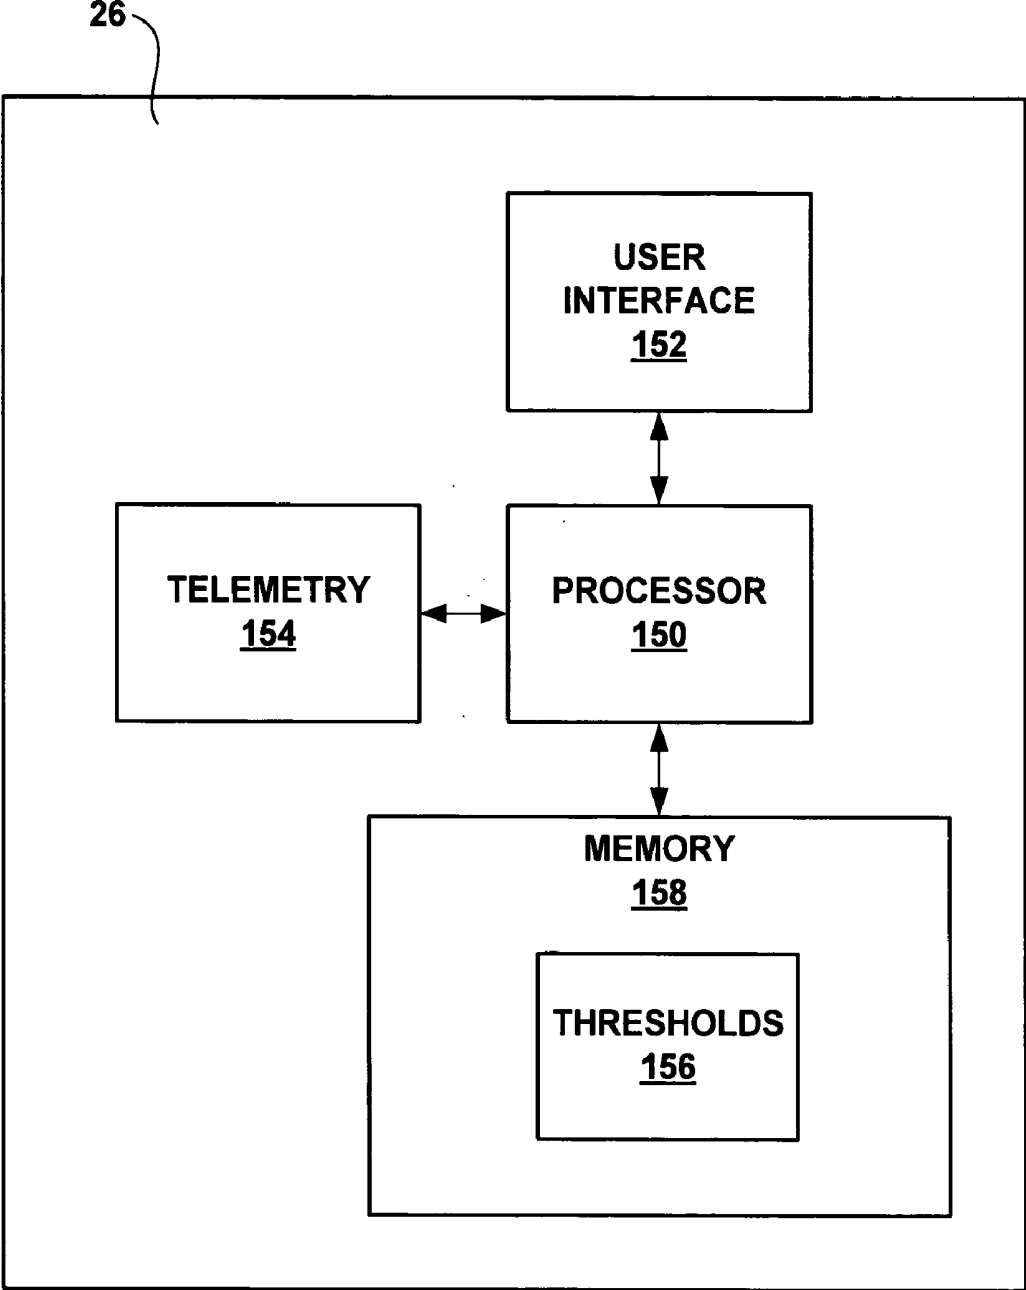 26
USER
INTERFACE
152
TELEMETRY
154
PROCESSOR
150
MEMORY
158
THRESHOLDS
156